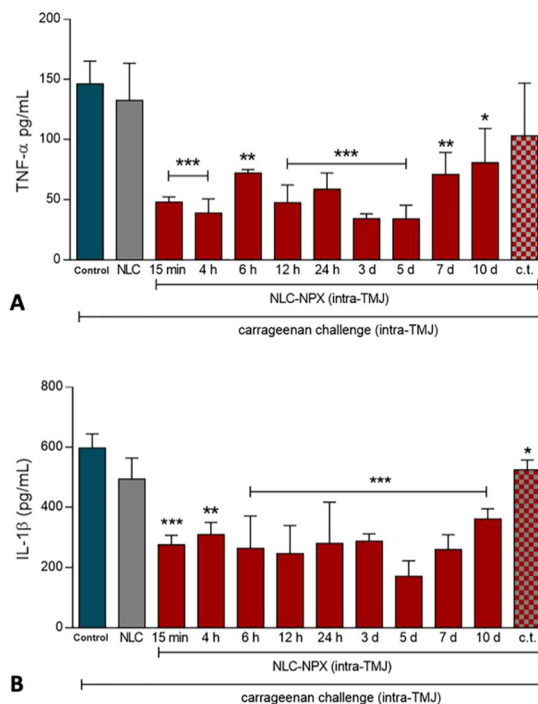 200
150
100
50
0
TNF-α pg/mL
***
**
***
**
*
Control NLC 15 min 4 h 6 h 12 h 24 h 3 d 5 d 7 d 10 d c.t.
NLC-NPX (intra-TMJ)
carrageenan challenge (intra-TMJ)
A
800
600
400
200
0
IL-1β (pg/mL)
***
**
***
*
Control NLC 15 min 4 h 6 h 12 h 24 h 3 d 5 d 7 d 10 d c.t.
NLC-NPX (intra-TMJ)
carrageenan challenge (intra-TMJ)
B